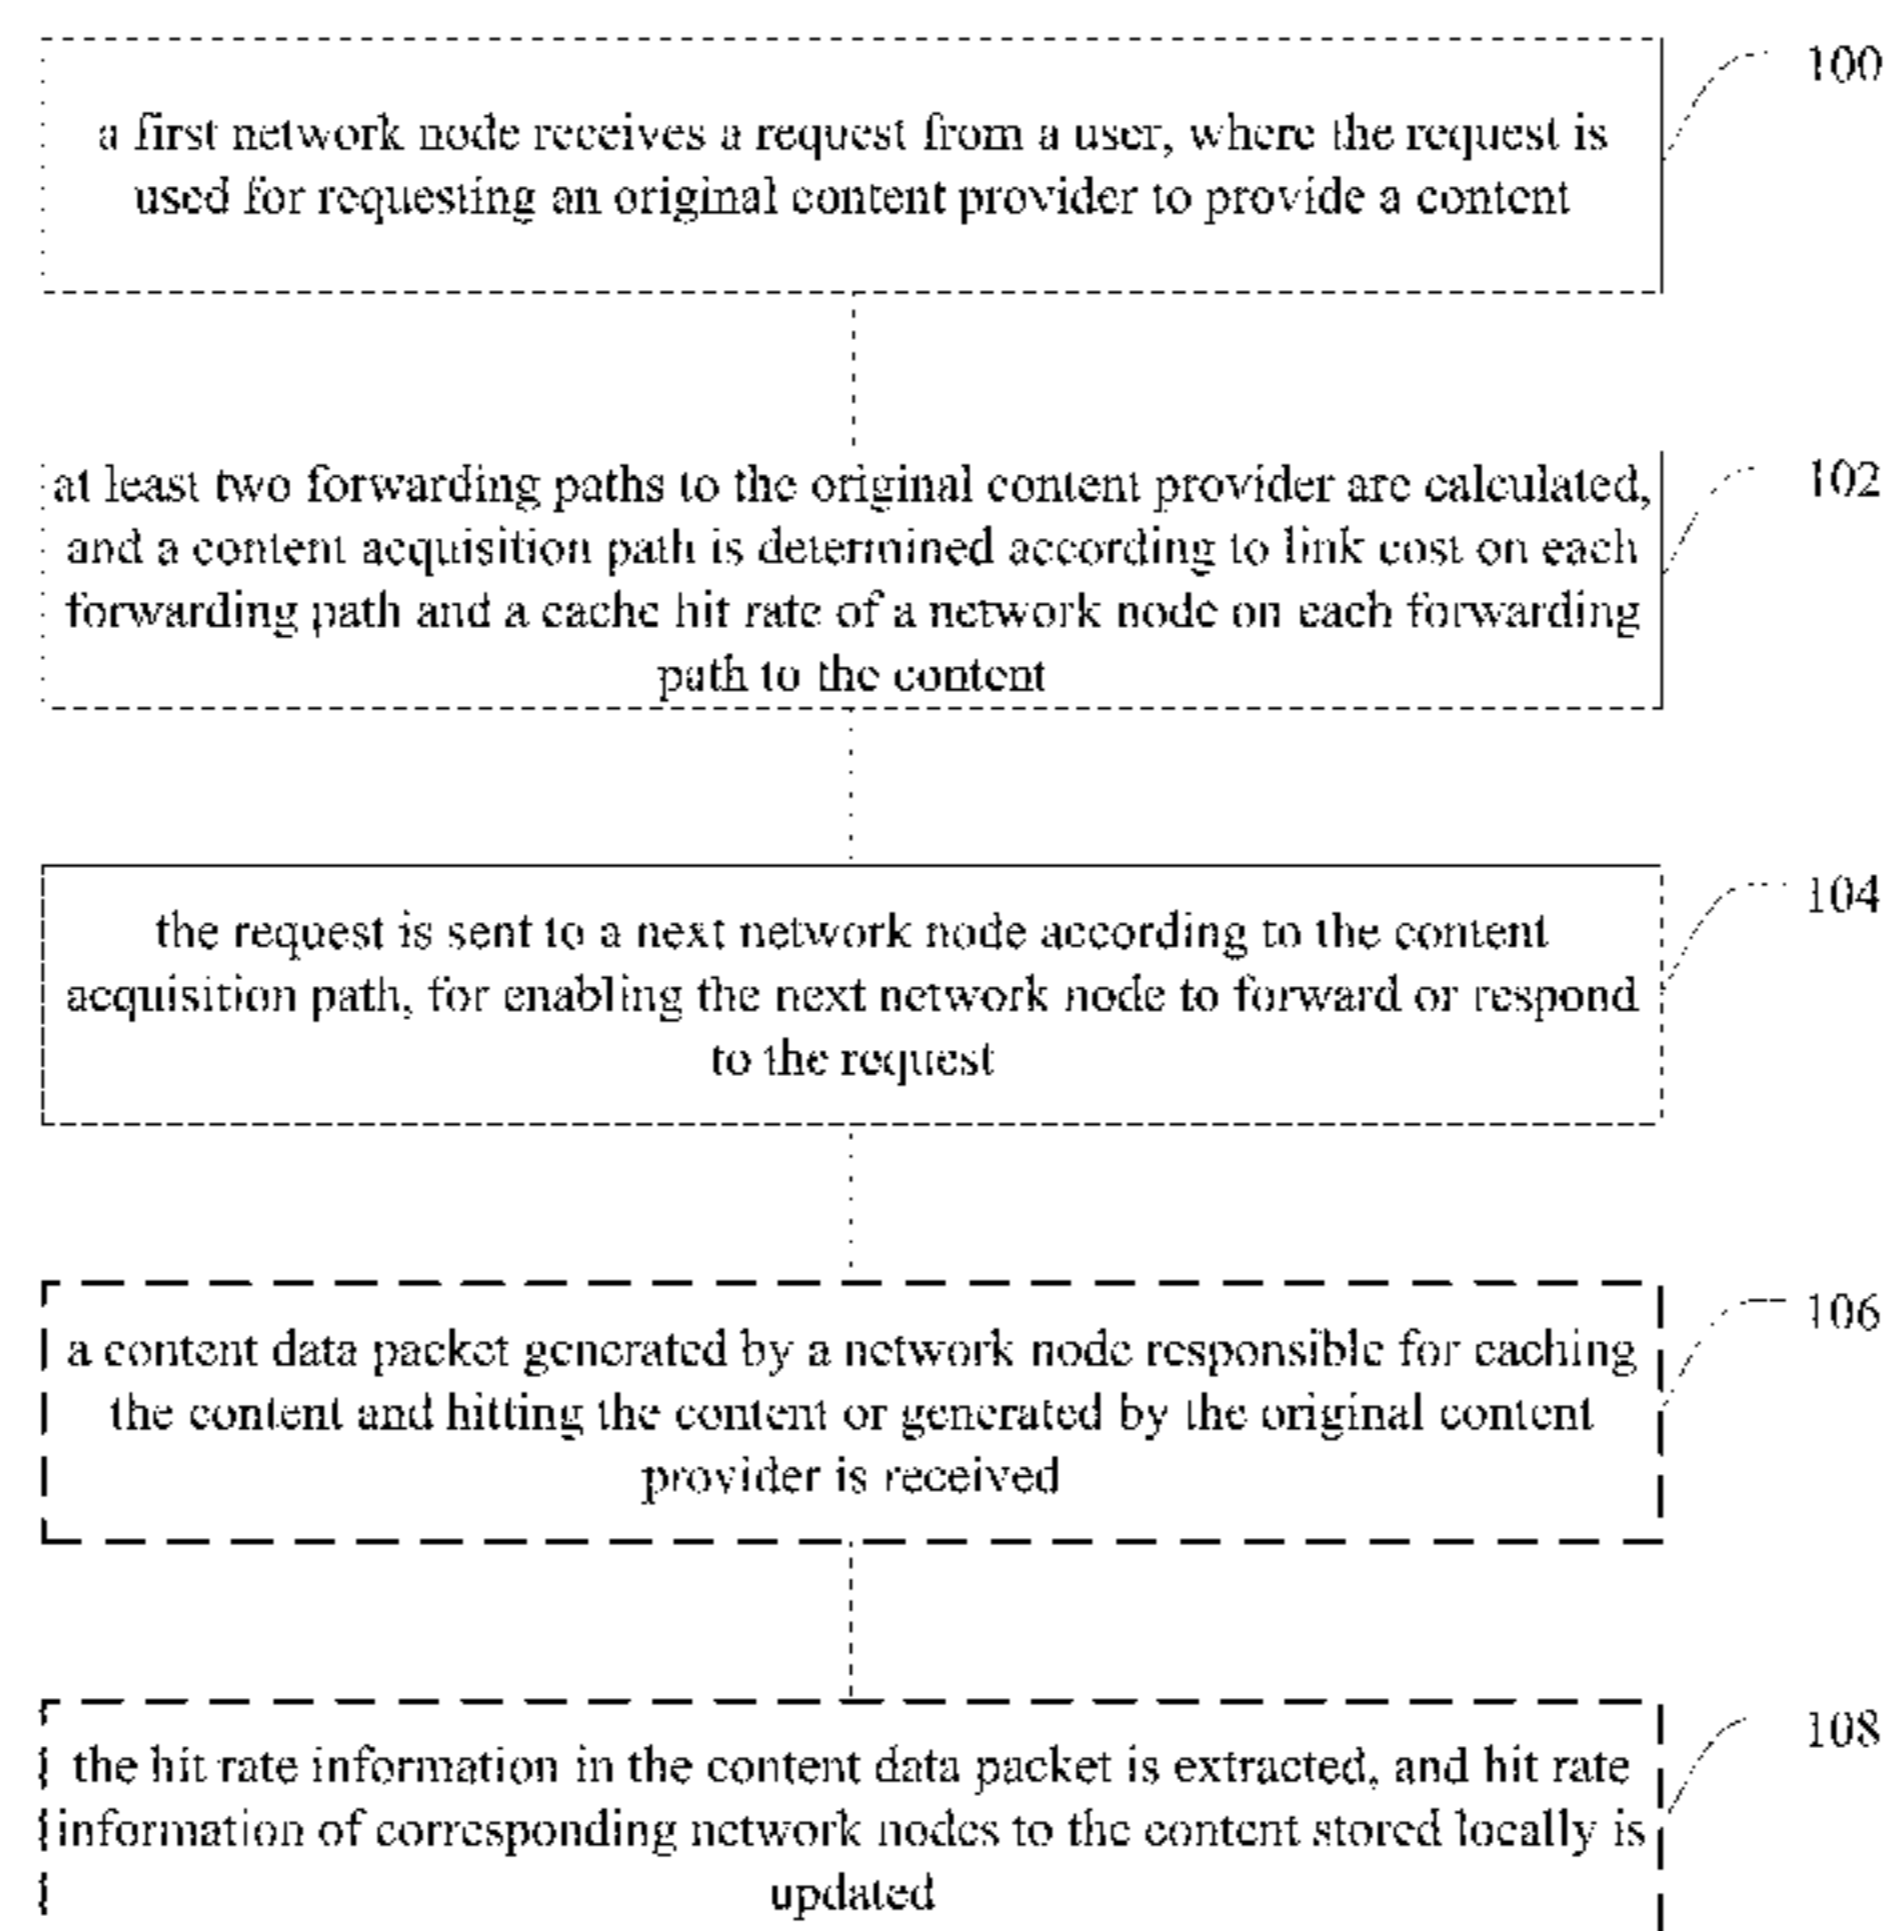 100
a first network node receives a request from a user, where the request is
used for requesting an original content provider to provide a content
102
at least two forwarding paths to the original content provider are calculated,
and a content acquisition path is determined according to link cost on each
forwarding path and a cache hit rate of a network node on each forwarding
path to the content
104
the request is sent to a next network node according to the content
acquisition path, for enabling the next network node to forward or respond
to the request
106
a content data packet generated by a network node responsible for caching
the content and hitting the content or generated by the original content
provider is received
108
the hit rate information in the content data packet is extracted, and hit rate
information of corresponding network nodes to the content stored locally is
updated